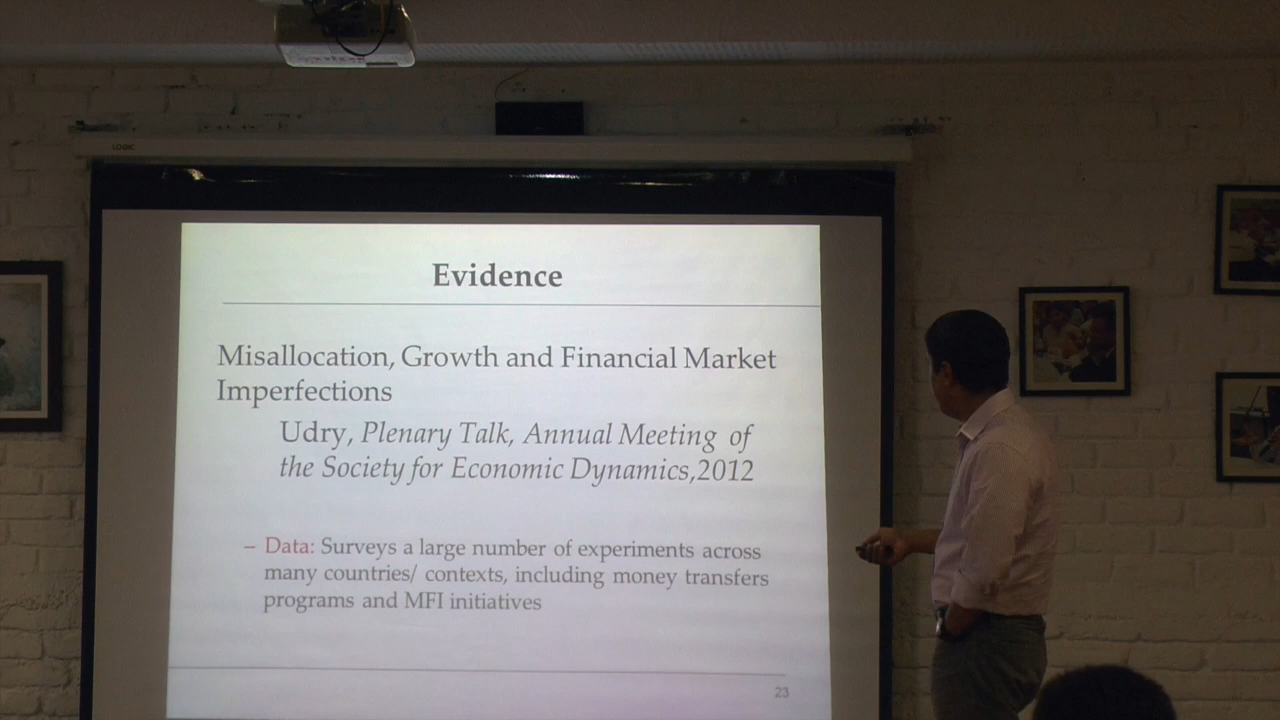 LOGIC
Evidence
Misallocation, Growth and Financial Market
Imperfections
Udry, Plenary Talk, Annual Meeting of
the Society for Economic Dynamics,2012
– Data: Surveys a large number of experiments across
many countries/ contexts, including money transfers
programs and MFI initiatives
23